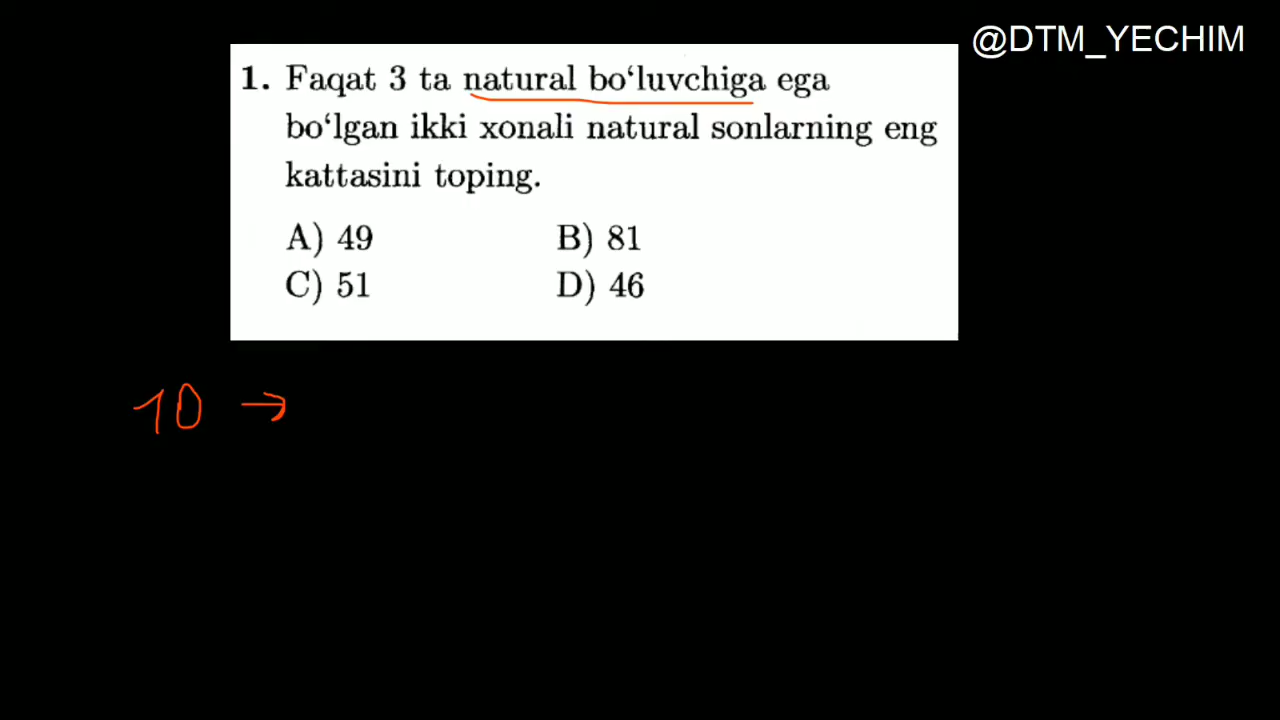 @DTM_YECHIM
1. Faqat 3 ta natural bo‘luvchiga ega
bo‘lgan ikki xonali natural sonlarning eng
kattasini toping.
A) 49 B) 81
C) 51 D) 46
10 →